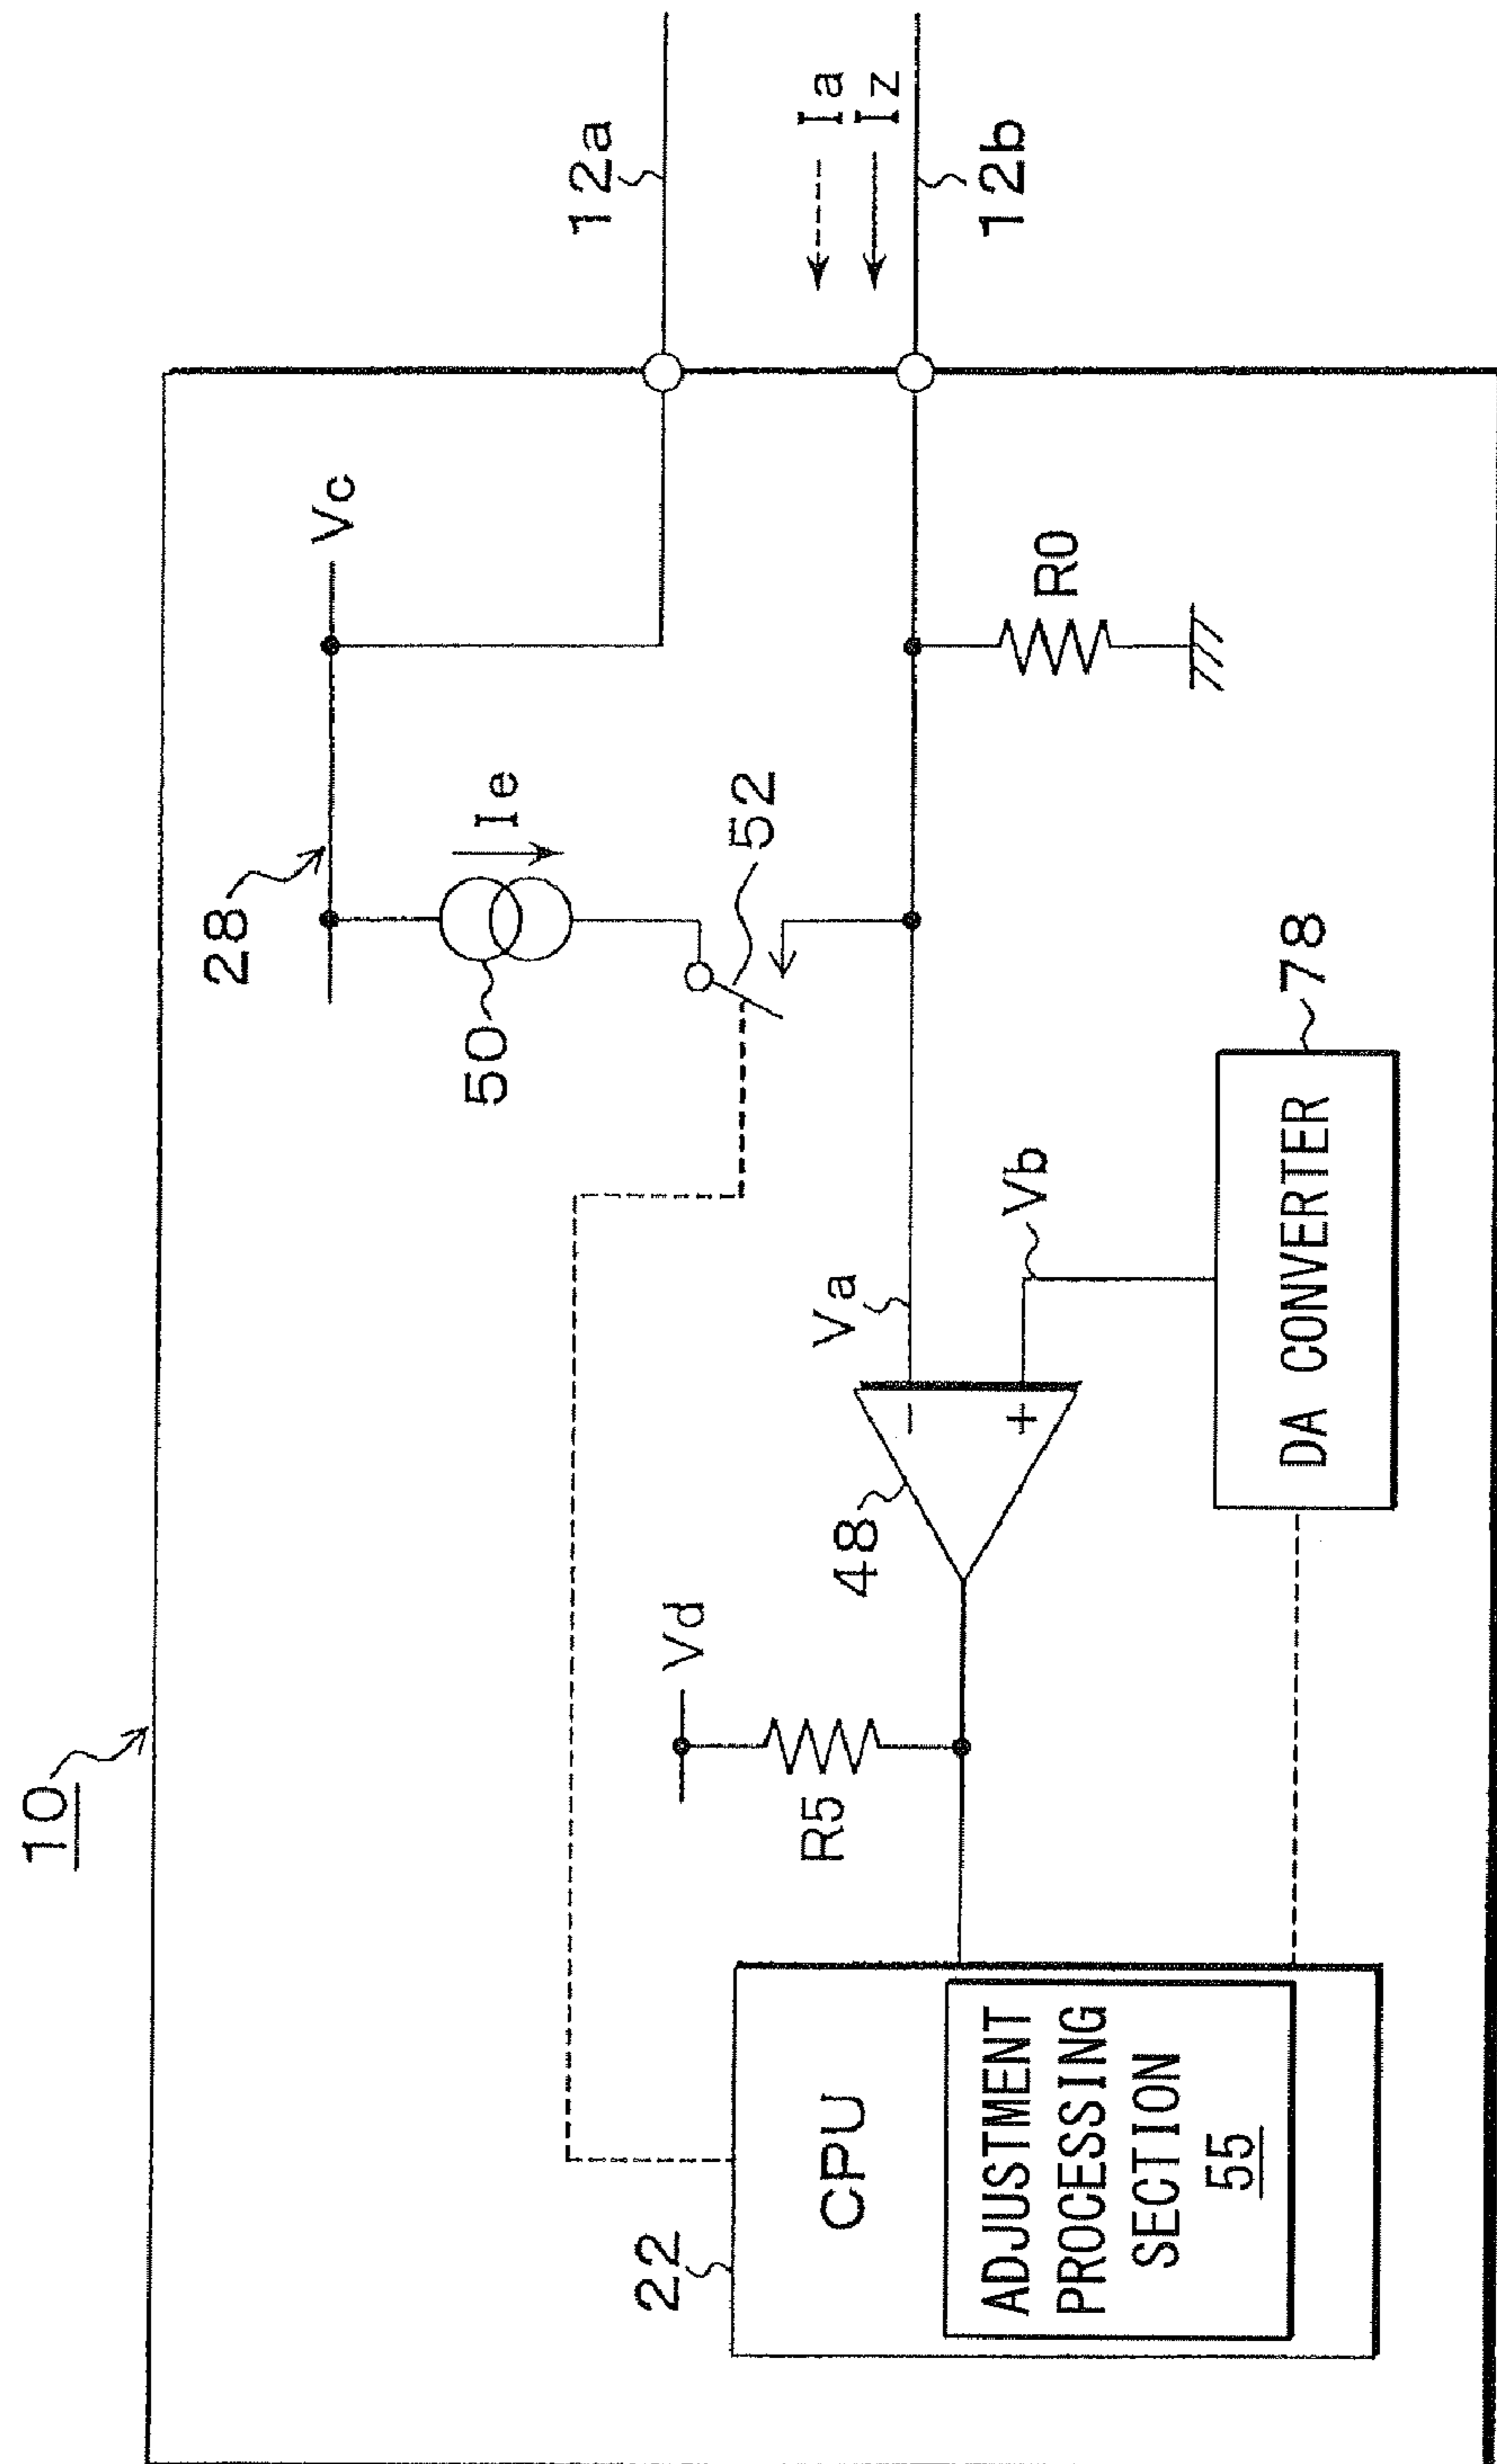 10
28
Vc
12a
Ie
50
52
Ia
Iz
12b
R0
Vd
R5
48
Va
Vb
−
+
22
CPU
ADJUSTMENT
PROCESSING
SECTION
55
DA CONVERTER
78